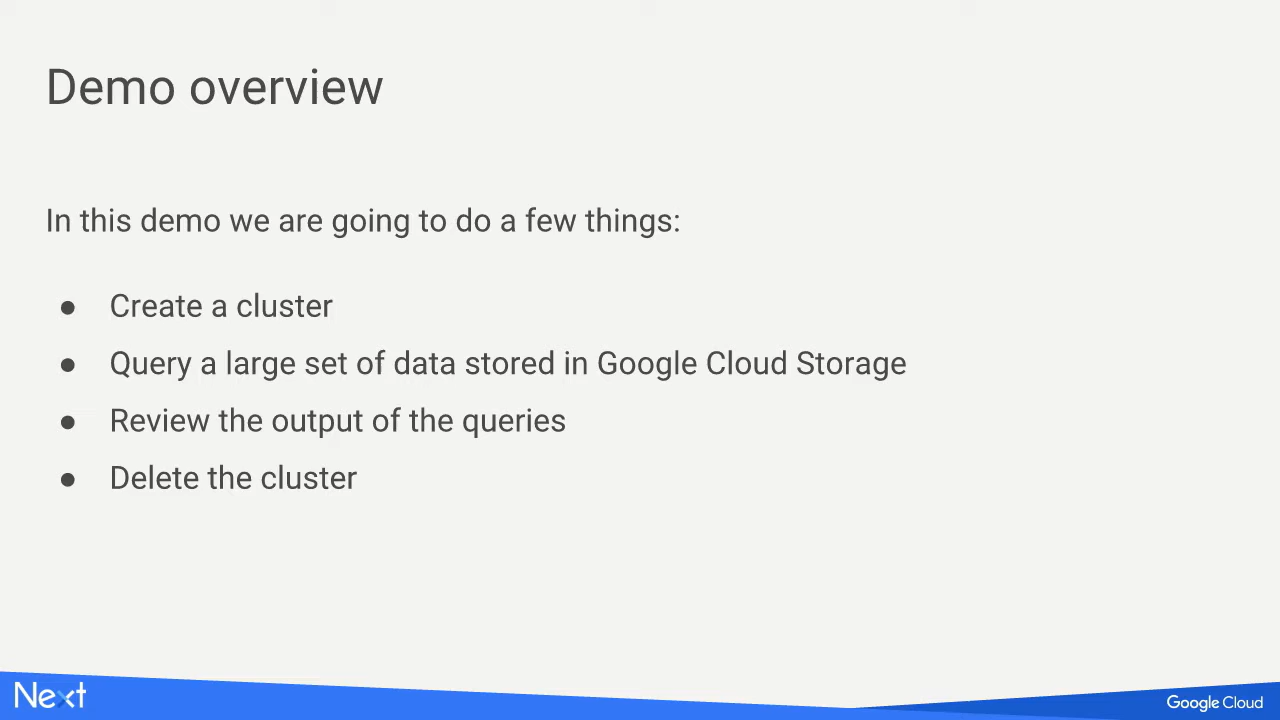 Demo overview
In this demo we are going to do a few things:
● Create a cluster
● Query a large set of data stored in Google Cloud Storage
● Review the output of the queries
● Delete the cluster
Next
Google Cloud